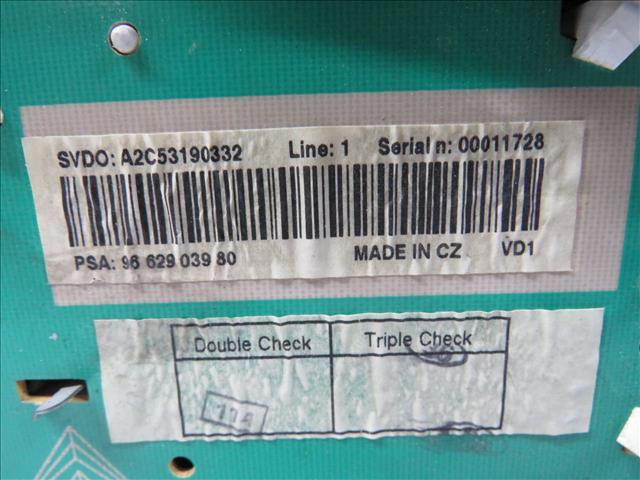 SVDO: A2C53190332 Line: 1 Serial n: 00011728
PSA: 96 629 039 80 MADE IN CZ VD1
Double Check Triple Check